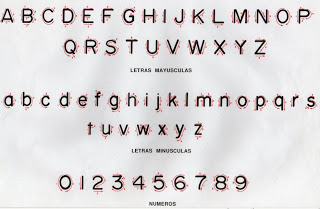 ABCDEFGHIJKLMNOP
QRSTUVWXYZ
LETRAS MAYUSCULAS
abcdefghijklmnopqrs
tuvwxyz
LETRAS MINUSCULAS
0123456789
NUMEROS